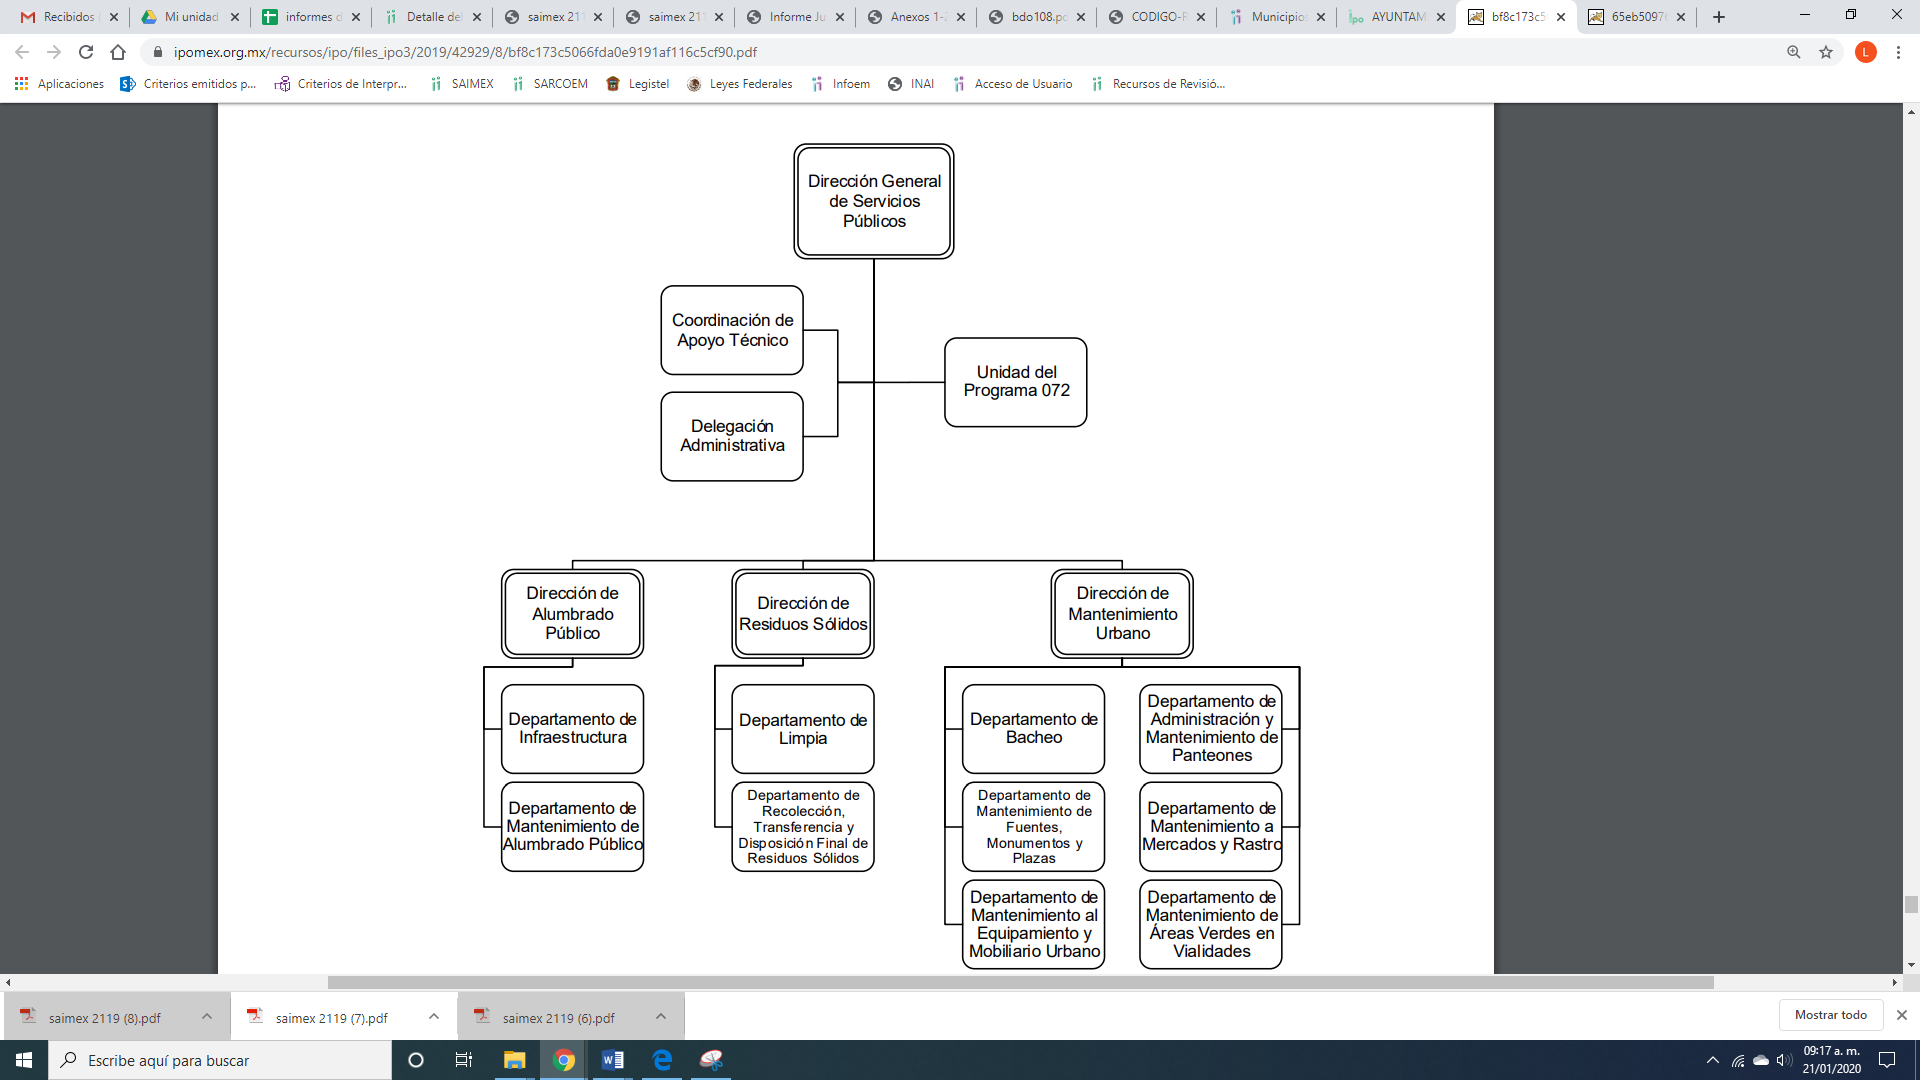 Recibidos
Mi unidad
informes d
Detalle del
saimex 211
saimex 211
Informe Ju
Anexos 1-2
bdo108.pd
CODIGO-F
Municipios
AYUNTAM
bf8c173c5
65eb5097
ipomex.org.mx/recursos/ipo/files_ipo3/2019/42929/8/bf8c173c5066fda0e9191af116c5cf90.pdf
L
Aplicaciones
Criterios emitidos p...
Criterios de Interpr...
SAIMEX
SARCOEM
Legistel
Leyes Federales
Infoem
INAI
Acceso de Usuario
Recursos de Revisió...
Dirección General
de Servicios
Públicos
Coordinación de
Apoyo Técnico
Unidad del
Programa 072
Delegación
Administrativa
Dirección de
Alumbrado
Público
Dirección de
Residuos Sólidos
Dirección de
Mantenimiento
Urbano
Departamento de
Infraestructura
Departamento de
Limpia
Departamento de
Bacheo
Departamento de
Administración y
Mantenimiento de
Panteones
Departamento de
Mantenimiento de
Alumbrado Público
Departamento de
Recolección,
Transferencia y
Disposición Final de
Residuos Sólidos
Departamento de
Mantenimiento de
Fuentes,
Monumentos y
Plazas
Departamento de
Mantenimiento a
Mercados y Rastro
Departamento de
Mantenimiento al
Equipamiento y
Mobiliario Urbano
Departamento de
Mantenimiento de
Áreas Verdes en
Vialidades
saimex 2119 (8).pdf
saimex 2119 (7).pdf
saimex 2119 (6).pdf
Mostrar todo
Escribe aquí para buscar
09:17 a. m.
21/01/2020